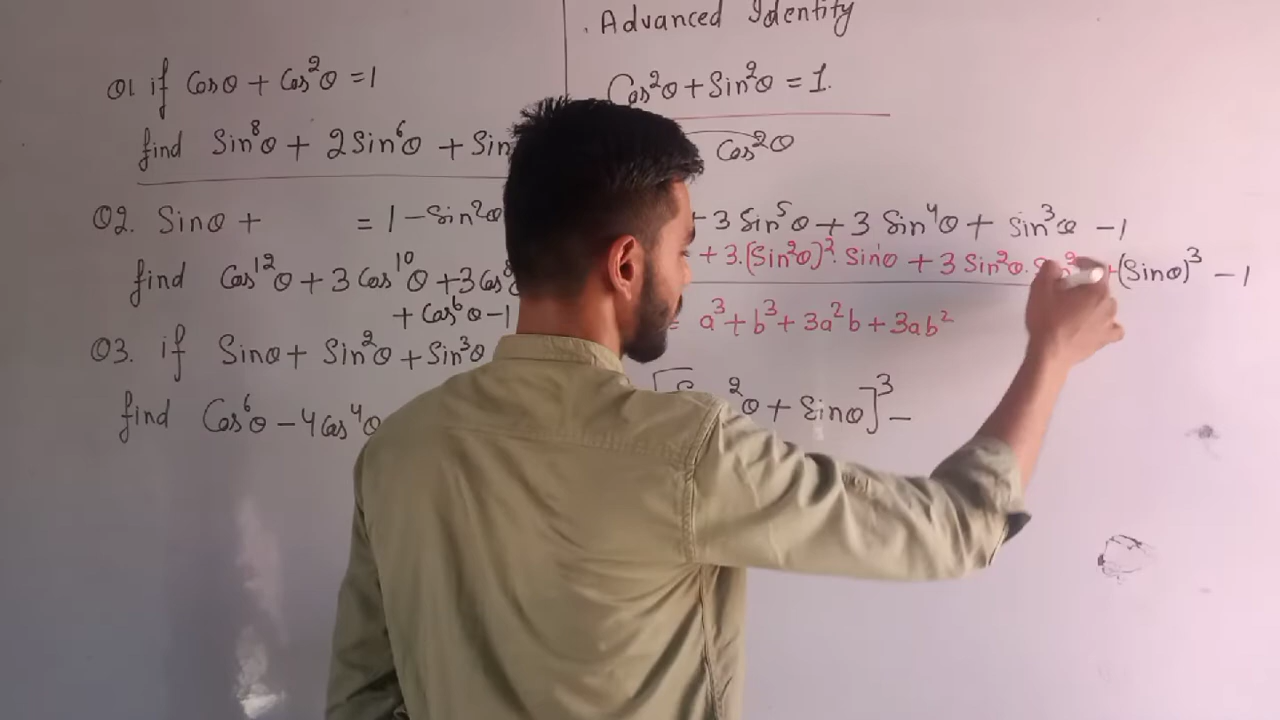 Q1 if Cosθ + Cos²θ = 1
find Sin⁸θ + 2Sin⁶θ + Sin
Q2. Sinθ + = 1 - Sin²θ
find Cos¹²θ + 3 Cos¹⁰θ + 3Cos⁸
+ Cos⁶θ - 1
Q3. if Sinθ + Sin²θ + Sin³θ
find Cos⁶θ - 4Cos⁴θ
. Advanced Identity
Cos²θ + Sin²θ = 1.
Cos²θ
3 Sin⁵θ + 3 Sin⁴θ + Sin³θ - 1
+ 3.(Sin²θ)². Sinθ + 3 Sin²θ. + (Sinθ)³ - 1
= a³ + b³ + 3a²b + 3ab²
²θ + Sinθ]³ -